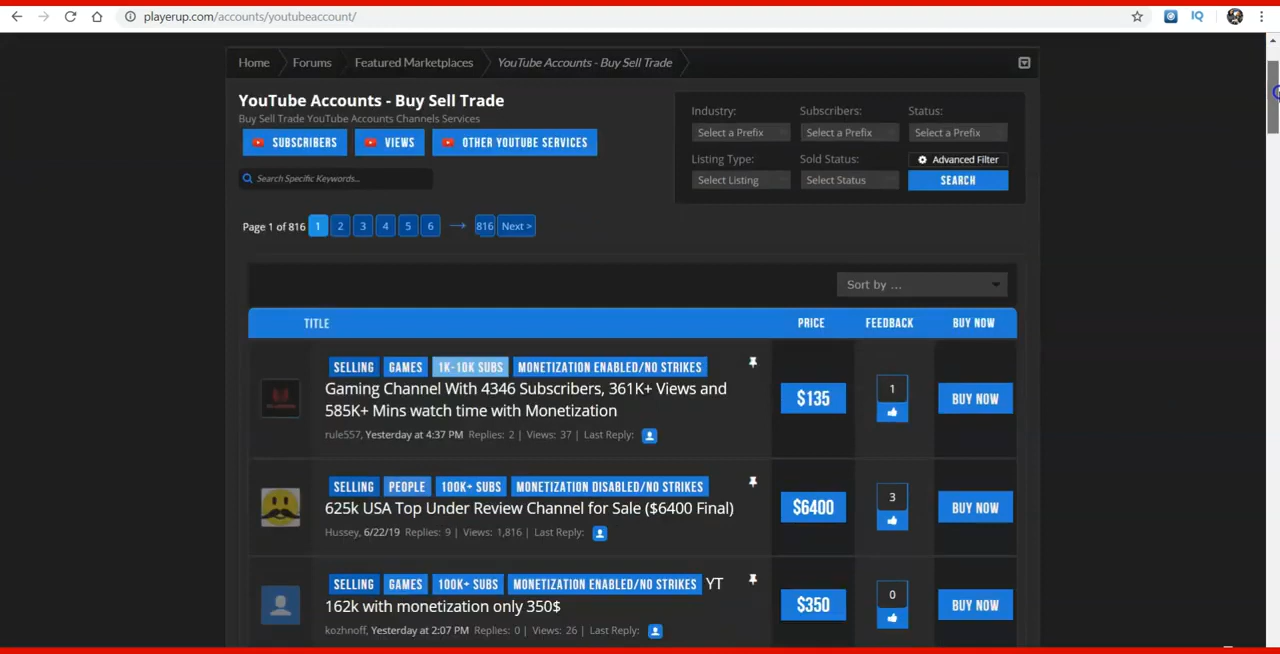 playerup.com/accounts/youtubeaccount/
IQ
Home
Forums
Featured Marketplaces
YouTube Accounts - Buy Sell Trade
YouTube Accounts - Buy Sell Trade
Buy Sell Trade YouTube Accounts Channels Services
SUBSCRIBERS
VIEWS
OTHER YOUTUBE SERVICES
Search Specific Keywords...
Industry:
Subscribers:
Status:
Select a Prefix
Select a Prefix
Select a Prefix
Listing Type:
Sold Status:
Advanced Filter
Select Listing
Select Status
SEARCH
Page 1 of 816 1 2 3 4 5 6 → 816 Next >
Sort by ...
TITLE
PRICE
FEEDBACK
BUY NOW
SELLING GAMES 1K-10K SUBS MONETIZATION ENABLED/NO STRIKES
Gaming Channel With 4346 Subscribers, 361K+ Views and
585K+ Mins watch time with Monetization
rule557, Yesterday at 4:37 PM Replies: 2 | Views: 37 | Last Reply:
$135
1
BUY NOW
SELLING PEOPLE 100K+ SUBS MONETIZATION DISABLED/NO STRIKES
625k USA Top Under Review Channel for Sale ($6400 Final)
Hussey, 6/22/19 Replies: 9 | Views: 1,816 | Last Reply:
$6400
3
BUY NOW
SELLING GAMES 100K+ SUBS MONETIZATION ENABLED/NO STRIKES YT
162k with monetization only 350$
kozhnoff, Yesterday at 2:07 PM Replies: 0 | Views: 26 | Last Reply:
$350
0
BUY NOW